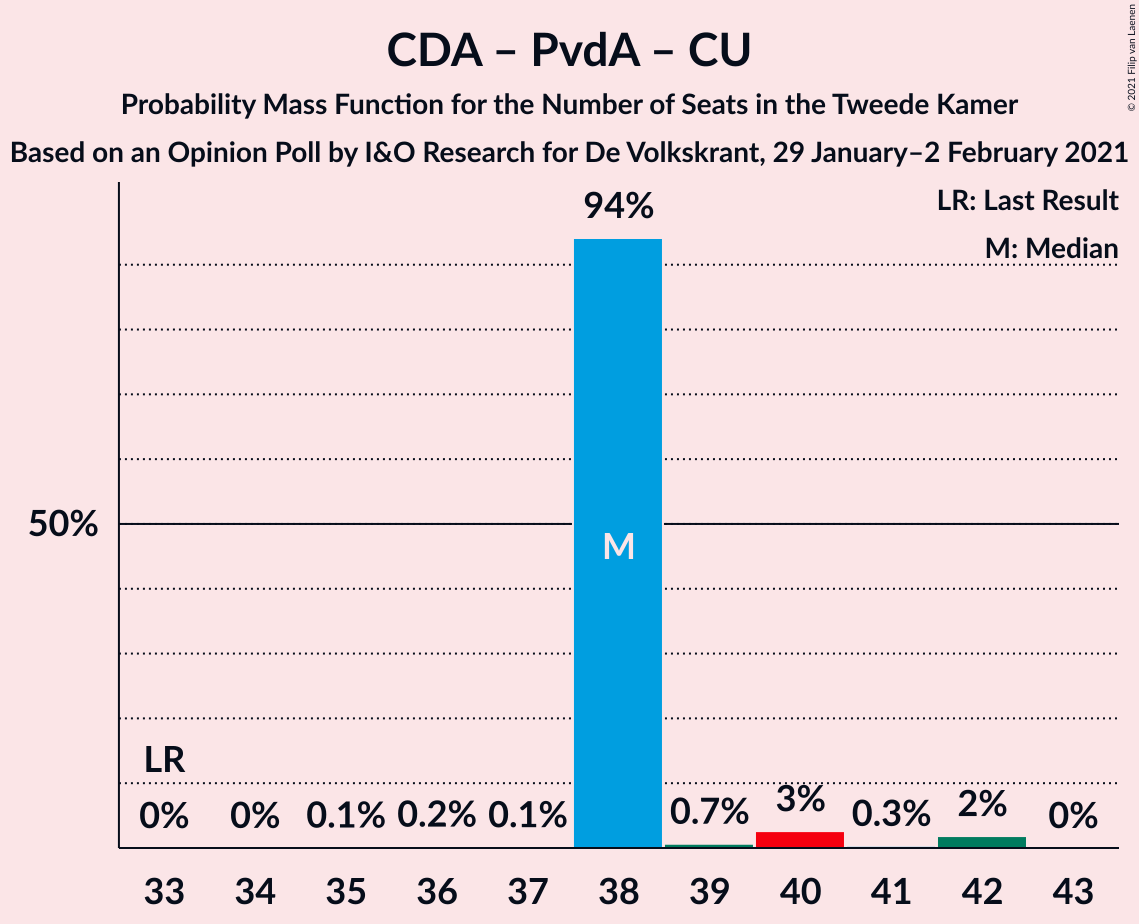 CDA – PvdA – CU
Probability Mass Function for the Number of Seats in the Tweede Kamer
Based on an Opinion Poll by I&O Research for De Volkskrant, 29 January–2 February 2021
© 2021 Filip van Laenen
LR: Last Result
M: Median
94%
50%
M
LR
0% 0% 0.1% 0.2% 0.1% 0.7% 3% 0.3% 2% 0%
33 34 35 36 37 38 39 40 41 42 43